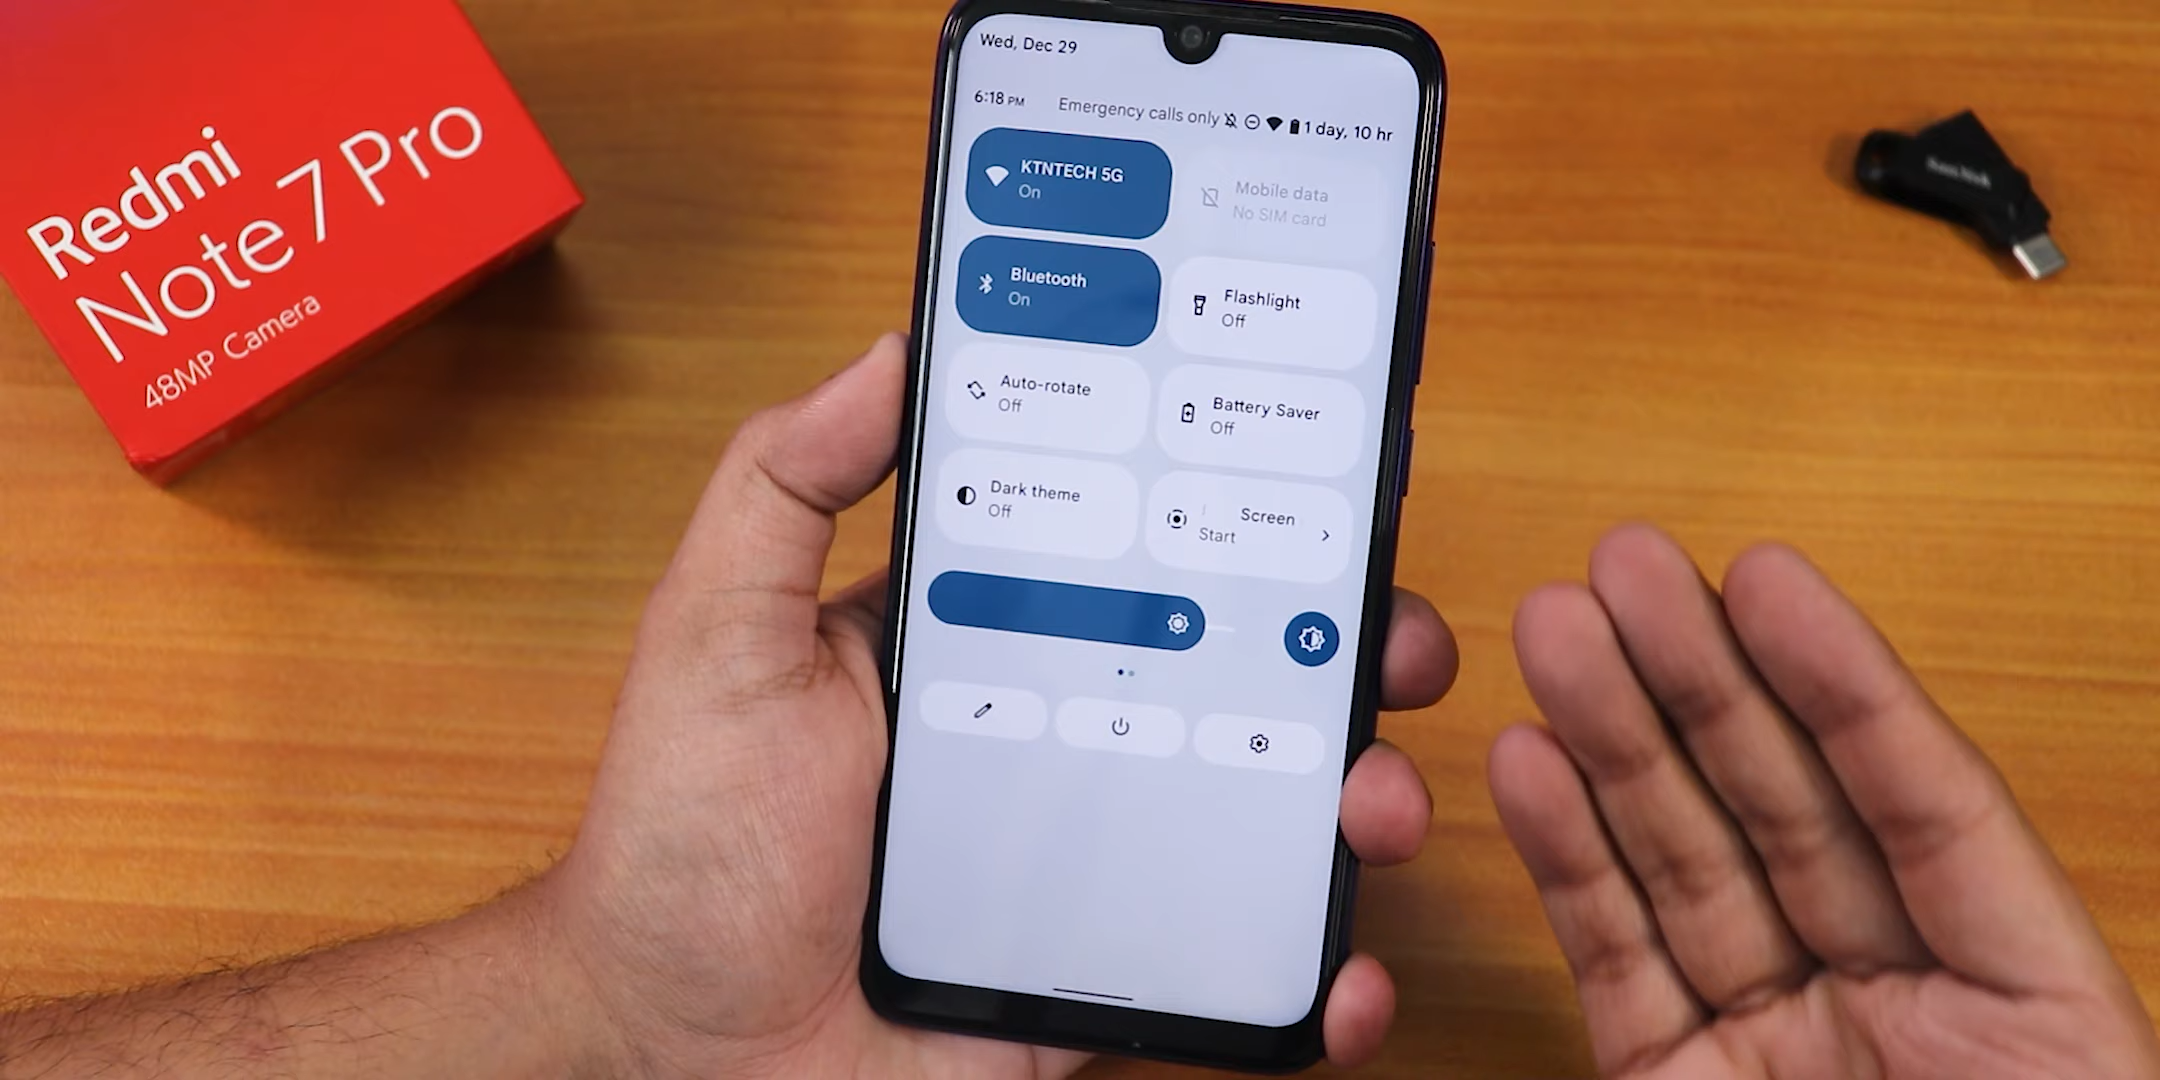 Redmi
Note 7 Pro
48MP Camera
Wed, Dec 29
6:18 PM Emergency calls only 1 day, 10 hr
KTNTECH 5G
On
Mobile data
No SIM card
Bluetooth
On
Flashlight
Off
Auto-rotate
Off
Battery Saver
Off
Dark theme
Off
Screen
Start
SanDisk